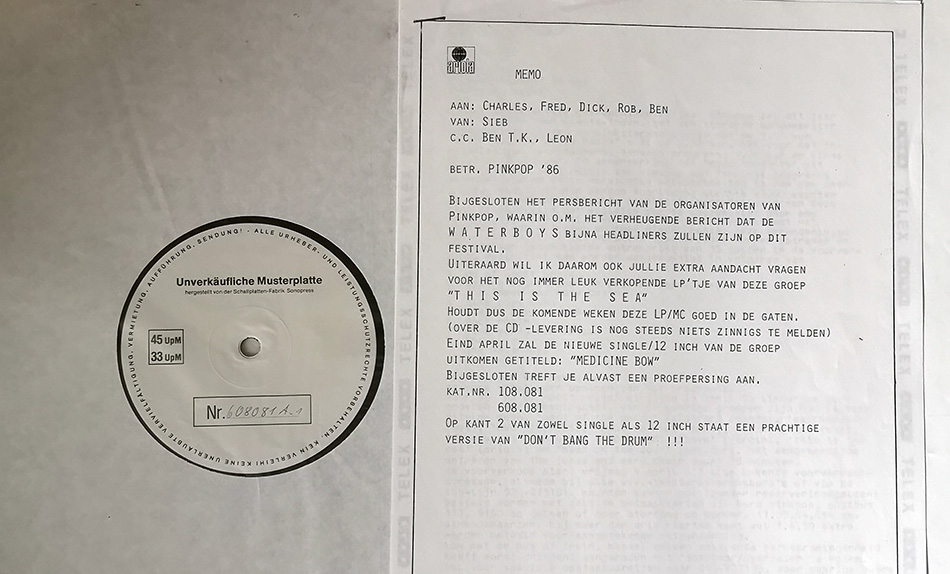 · ALLE URHEBER- UND LEISTUNGSSCHUTZRECHTE VORBEHALTEN · KEIN VERLEIH! KEINE UNERLAUBTE VERVIELFÄLTIGUNG, VERMIETUNG, AUFFÜHRUNG, SENDUNG!
Unverkäufliche Musterplatte
hergestellt von der Schallplatten-Fabrik Sonopress
45 UpM
33 UpM
Nr. 608081 A-1
ARIOLA
MEMO
AAN: CHARLES, FRED, DICK, ROB, BEN
VAN: SIEB
C.C. BEN T.K., LEON
BETR. PINKPOP '86
BIJGESLOTEN HET PERSBERICHT VAN DE ORGANISATOREN VAN
PINKPOP, WAARIN O.M. HET VERHEUGENDE BERICHT DAT DE
W A T E R B O Y S BIJNA HEADLINERS ZULLEN ZIJN OP DIT
FESTIVAL.
UITERAARD WIL IK DAAROM OOK JULLIE EXTRA AANDACHT VRAGEN
VOOR HET NOG IMMER LEUK VERKOPENDE LP'TJE VAN DEZE GROEP
"T H I S  I S  T H E  S E A"
HOUDT DUS DE KOMENDE WEKEN DEZE LP/MC GOED IN DE GATEN.
(OVER DE CD -LEVERING IS NOG STEEDS NIETS ZINNIGS TE MELDEN)
EIND APRIL ZAL DE NIEUWE SINGLE/12 INCH VAN DE GROEP
UITKOMEN GETITELD: "MEDICINE BOW"
BIJGESLOTEN TREFT JE ALVAST EEN PROEFPERSING AAN.
KAT.NR. 108.081
608.081
OP KANT 2 VAN ZOWEL SINGLE ALS 12 INCH STAAT EEN PRACHTIGE
VERSIE VAN "DON'T BANG THE DRUM" !!!
TELEX
TELEX